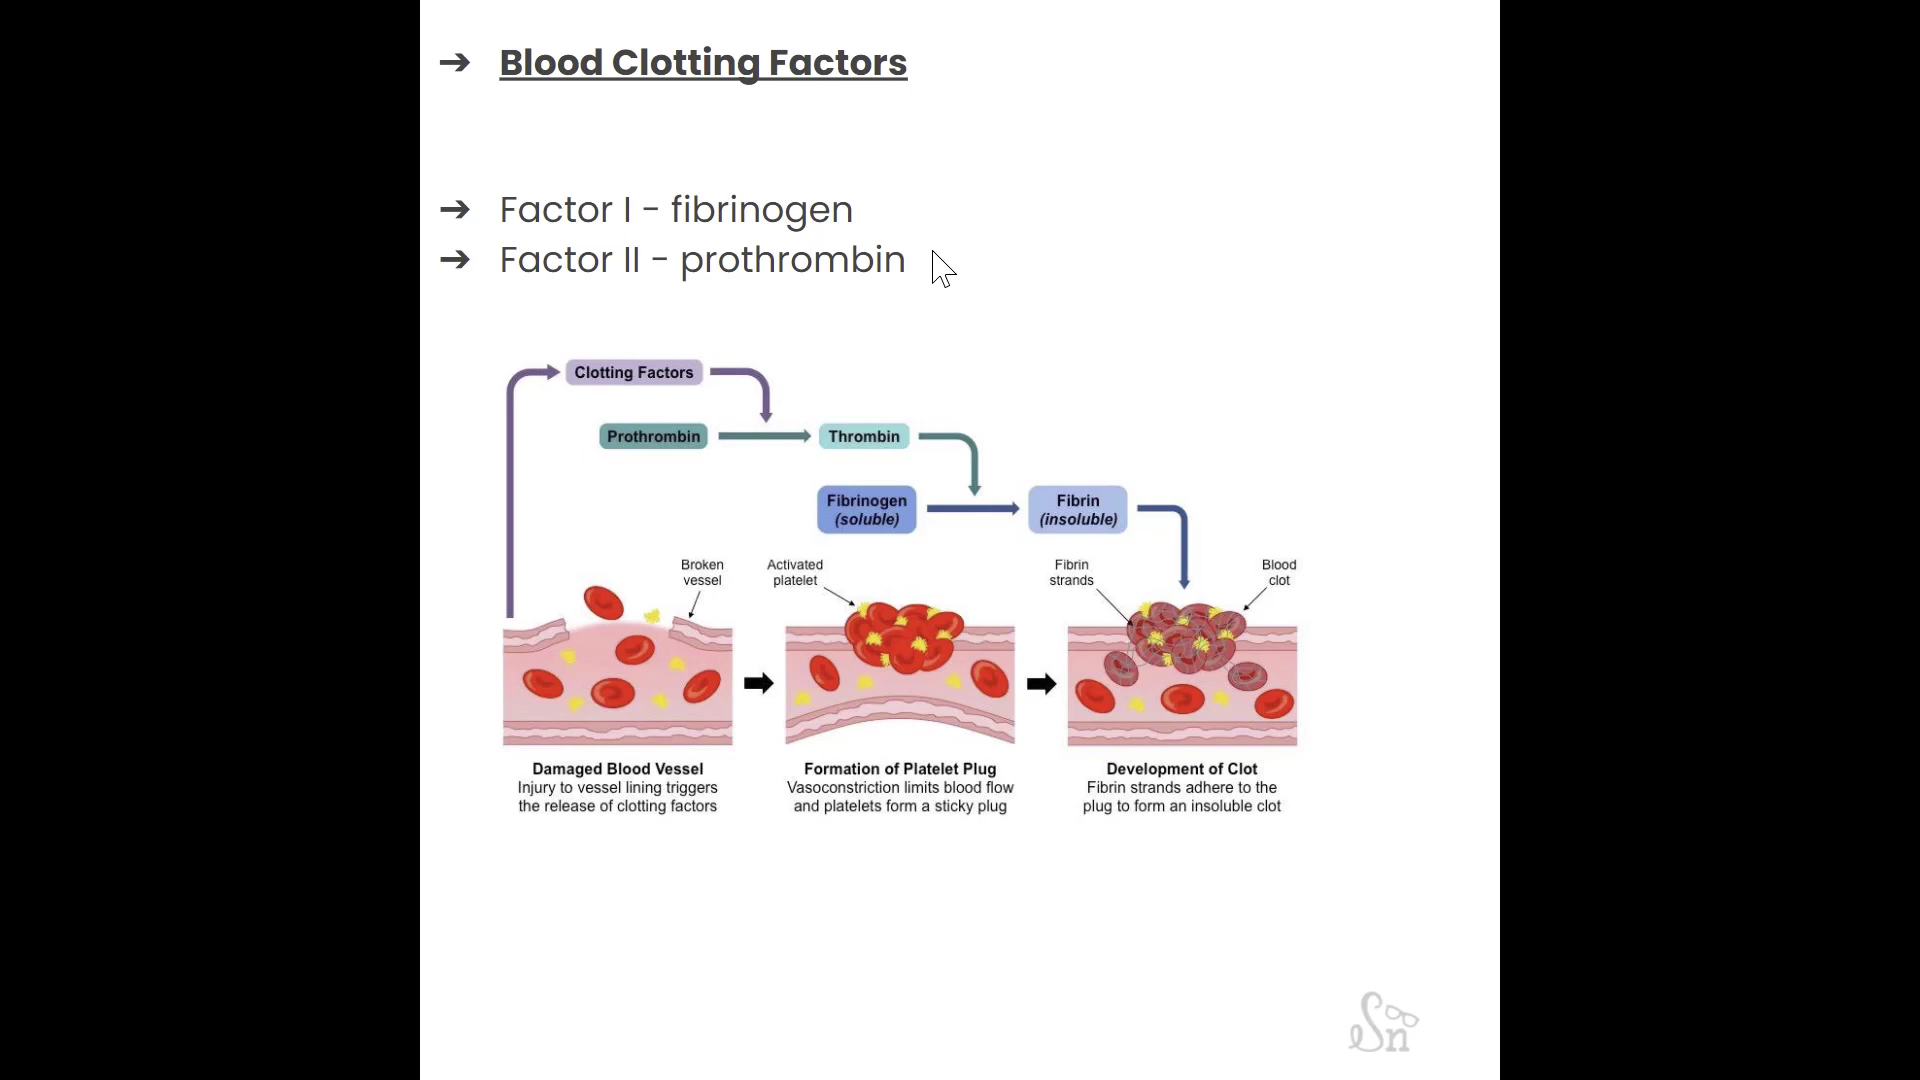 ➔ Blood Clotting Factors
➔ Factor I - fibrinogen
➔ Factor II - prothrombin
Clotting Factors
Prothrombin
Thrombin
Fibrinogen
(soluble)
Fibrin
(insoluble)
Broken
vessel
Activated
platelet
Fibrin
strands
Blood
clot
Damaged Blood Vessel
Injury to vessel lining triggers
the release of clotting factors
Formation of Platelet Plug
Vasoconstriction limits blood flow
and platelets form a sticky plug
Development of Clot
Fibrin strands adhere to the
plug to form an insoluble clot
eSn